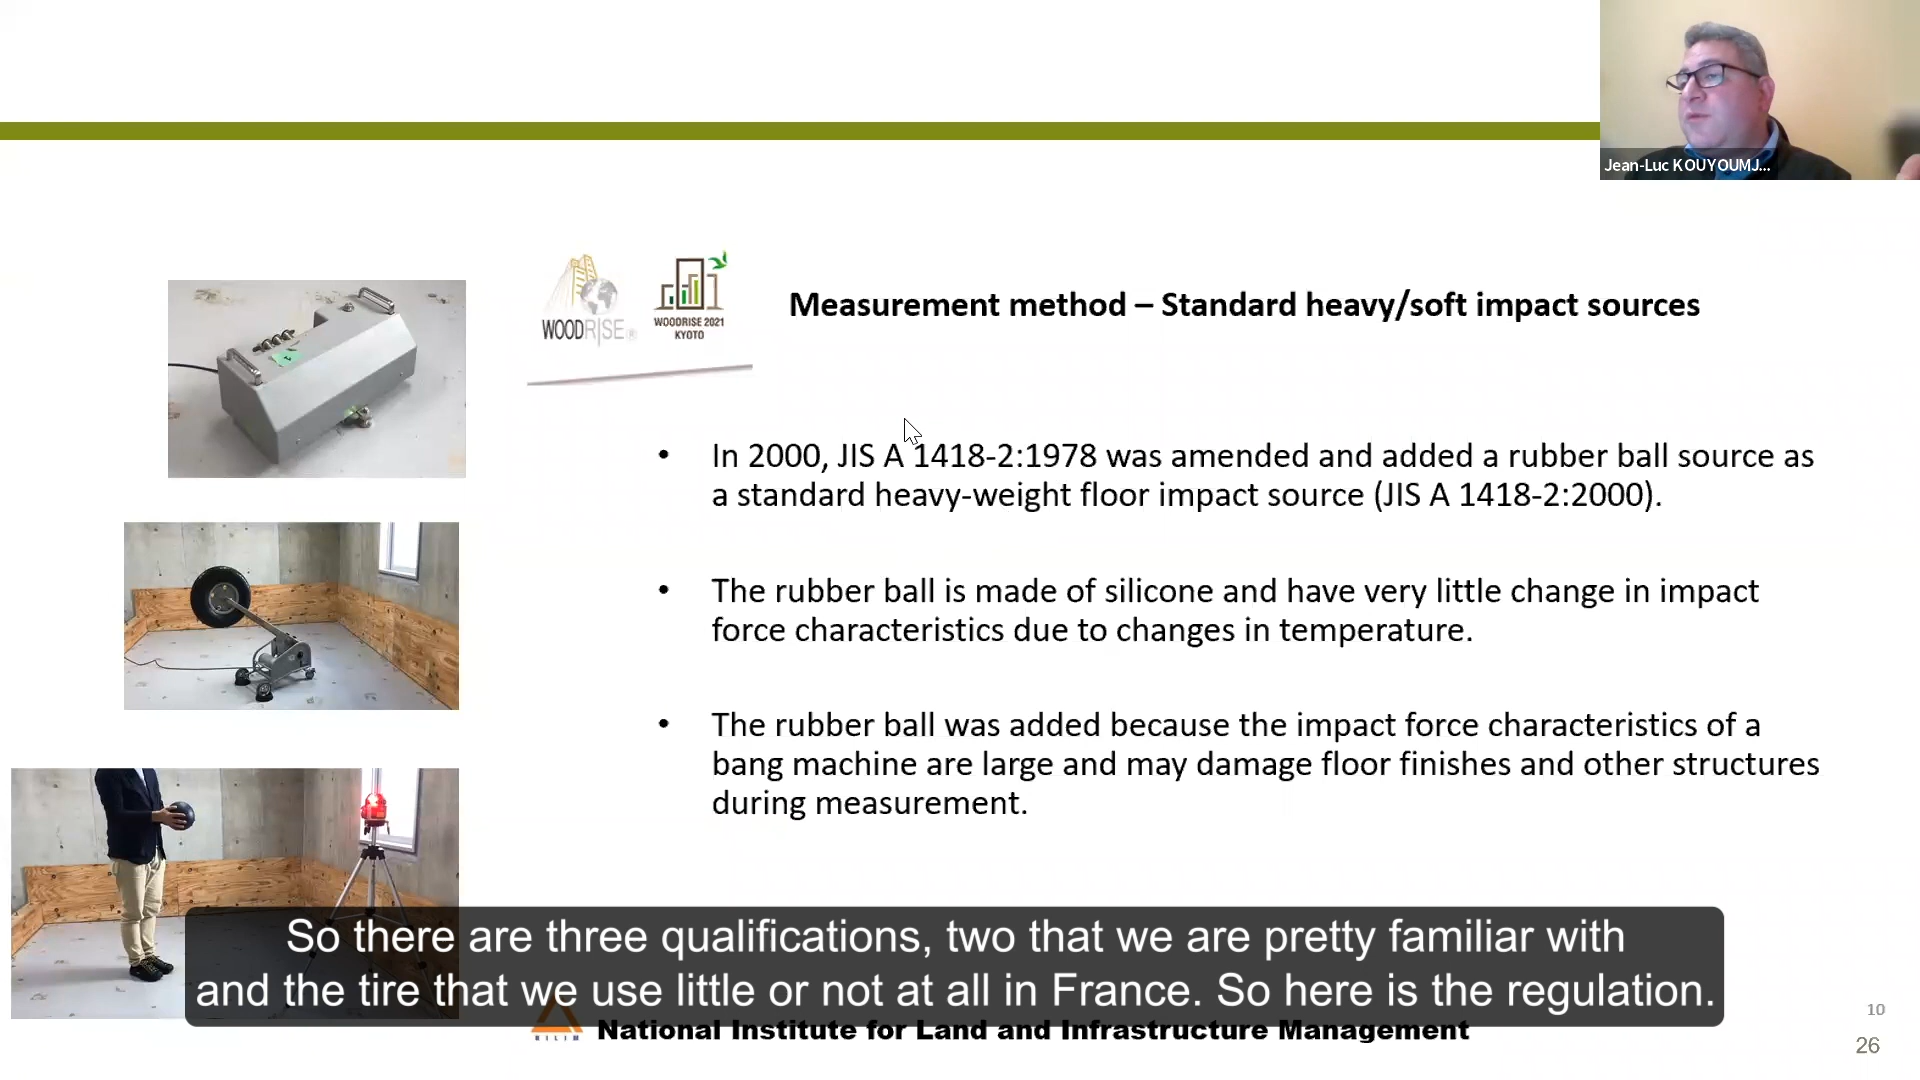 Jean-Luc KOUYOUMJ...
WOODRISE®
WOODRISE 2021
KYOTO
Measurement method – Standard heavy/soft impact sources
• In 2000, JIS A 1418-2:1978 was amended and added a rubber ball source as
a standard heavy-weight floor impact source (JIS A 1418-2:2000).
• The rubber ball is made of silicone and have very little change in impact
force characteristics due to changes in temperature.
• The rubber ball was added because the impact force characteristics of a
bang machine are large and may damage floor finishes and other structures
during measurement.
So there are three qualifications, two that we are pretty familiar with
and the tire that we use little or not at all in France. So here is the regulation.
NILIM
National Institute for Land and Infrastructure Management
10
26